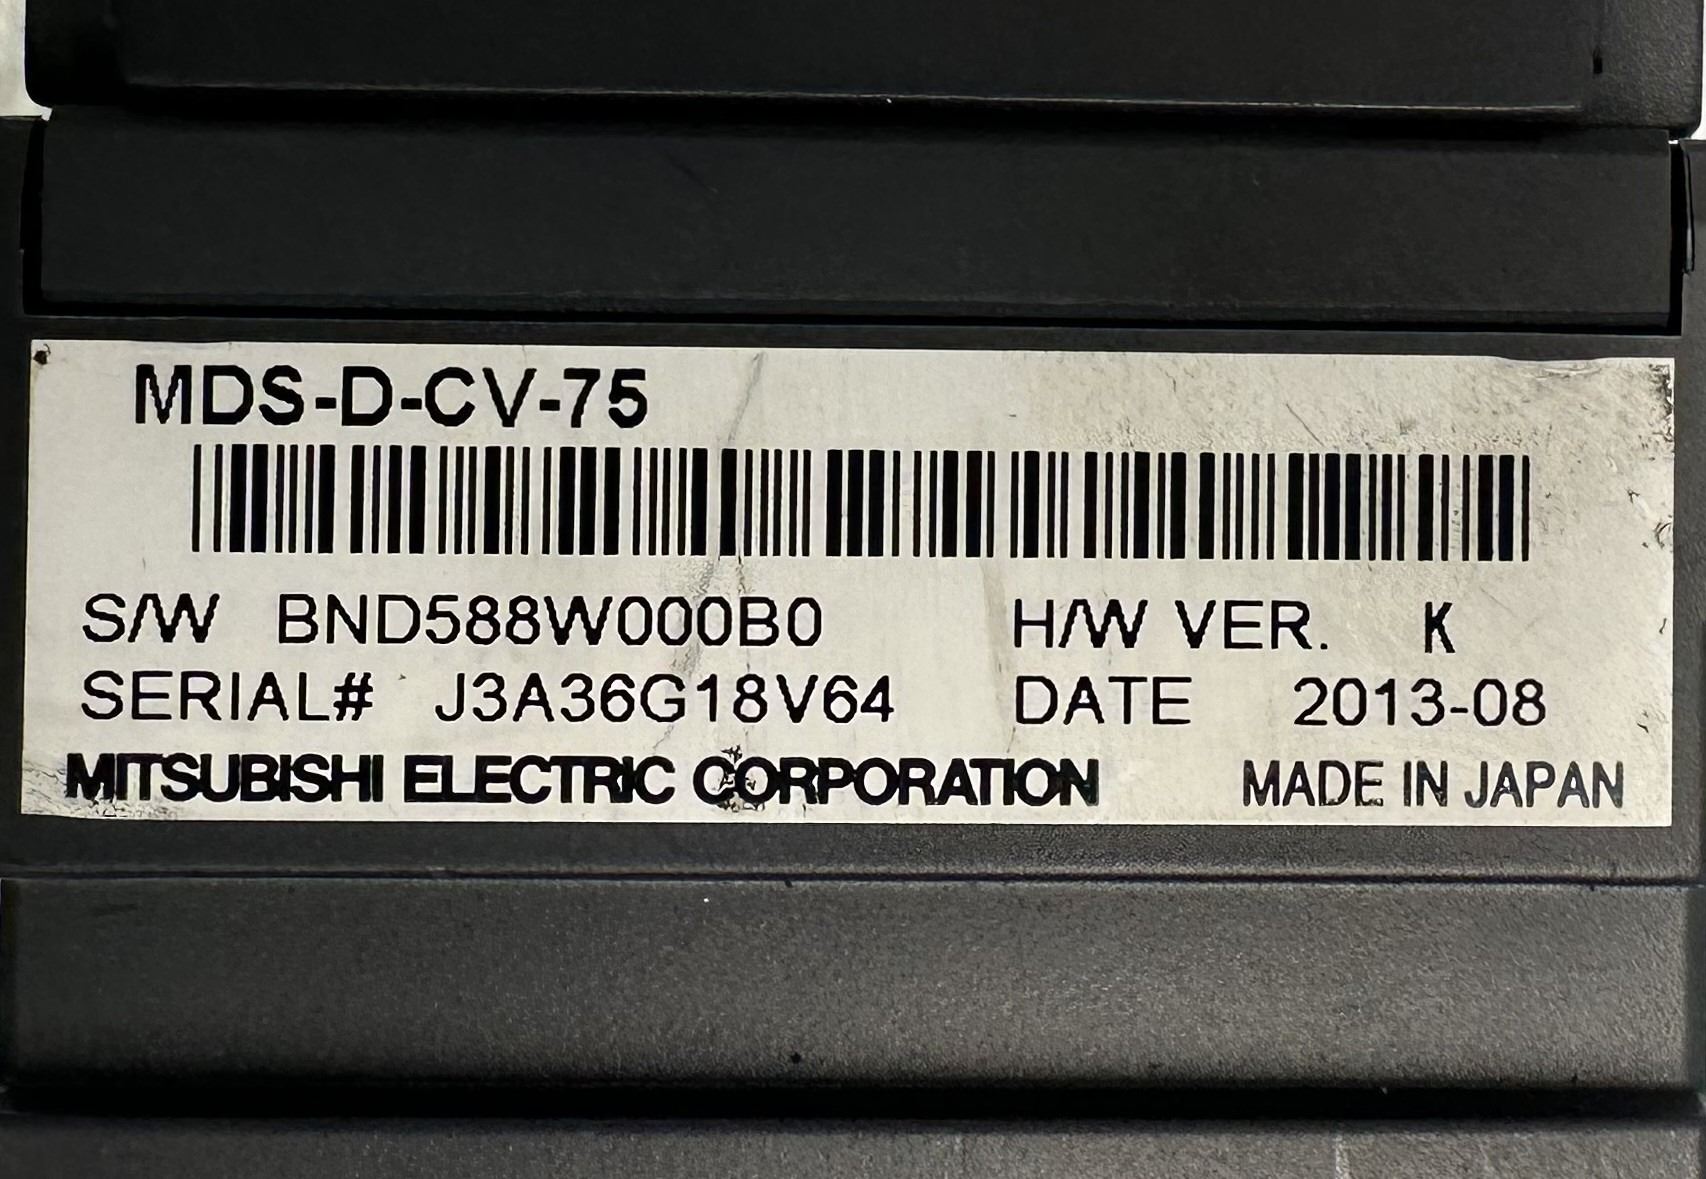 MDS-D-CV-75
S/W BND588W000B0 H/W VER. K
SERIAL# J3A36G18V64 DATE 2013-08
MITSUBISHI ELECTRIC CORPORATION MADE IN JAPAN